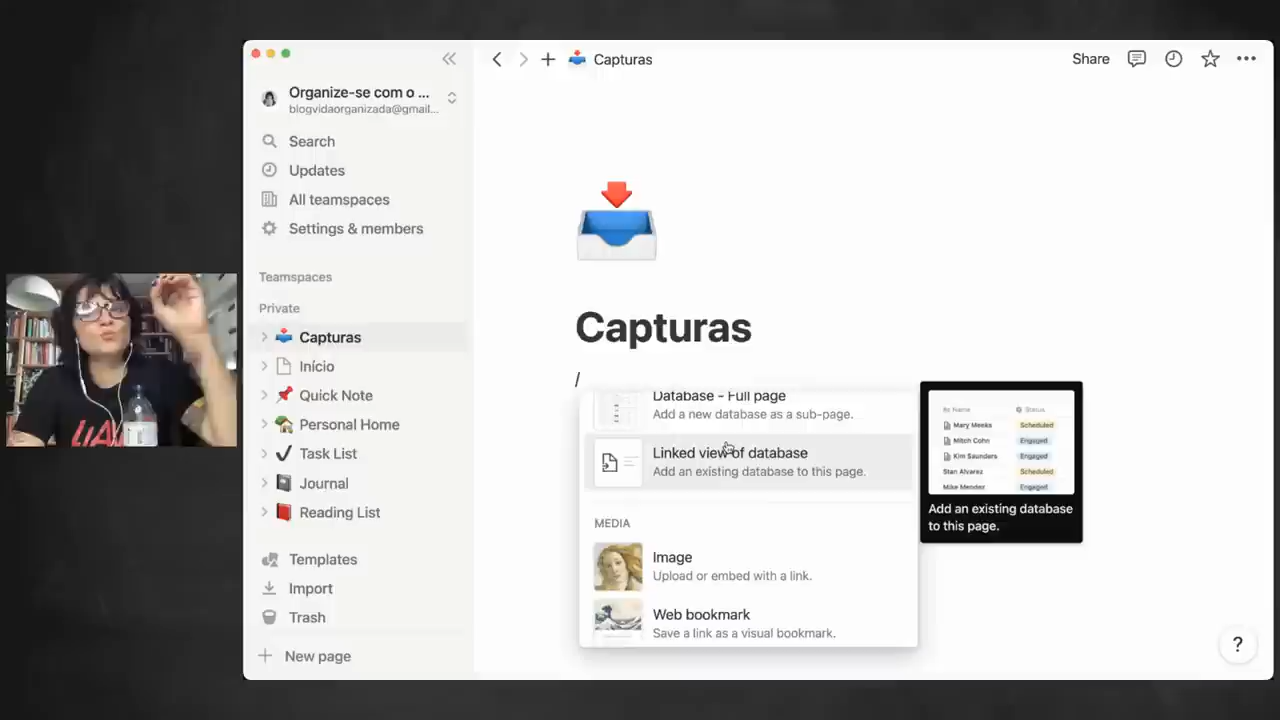 Capturas
Share
Organize-se com o ...
blogvidaorganizada@gmail...
Search
Updates
All teamspaces
Settings & members
Teamspaces
Private
Capturas
Início
Quick Note
Personal Home
Task List
Journal
Reading List
Templates
Import
Trash
New page
Capturas
/
Database - Full page
Add a new database as a sub-page.
Linked view of database
Add an existing database to this page.
MEDIA
Image
Upload or embed with a link.
Web bookmark
Save a link as a visual bookmark.
By Name Status
Mary Meeks Scheduled
Mitch Cohn Engaged
Kim Saunders Engaged
Stan Alvarez Scheduled
Mike Mender Engaged
Add an existing database
to this page.
?